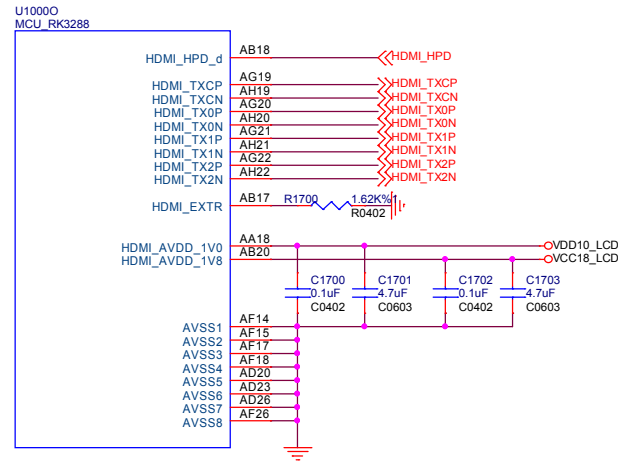 U1000O
MCU_RK3288
HDMI_HPD_d AB18 HDMI_HPD
HDMI_TXCP AG19 HDMI_TXCP
HDMI_TXCN AH19 HDMI_TXCN
HDMI_TX0P AG20 HDMI_TX0P
HDMI_TX0N AH20 HDMI_TX0N
HDMI_TX1P AG21 HDMI_TX1P
HDMI_TX1N AH21 HDMI_TX1N
HDMI_TX2P AG22 HDMI_TX2P
HDMI_TX2N AH22 HDMI_TX2N
HDMI_EXTR AB17 R1700 1.62K%1
R0402
HDMI_AVDD_1V0 AA18 VDD10_LCD
HDMI_AVDD_1V8 AB20 VCC18_LCD
C1700 C1701 C1702 C1703
0.1uF 4.7uF 0.1uF 4.7uF
C0402 C0603 C0402 C0603
AVSS1 AF14
AVSS2 AF15
AVSS3 AF17
AVSS4 AF18
AVSS5 AD20
AVSS6 AD23
AVSS7 AD26
AVSS8 AF26